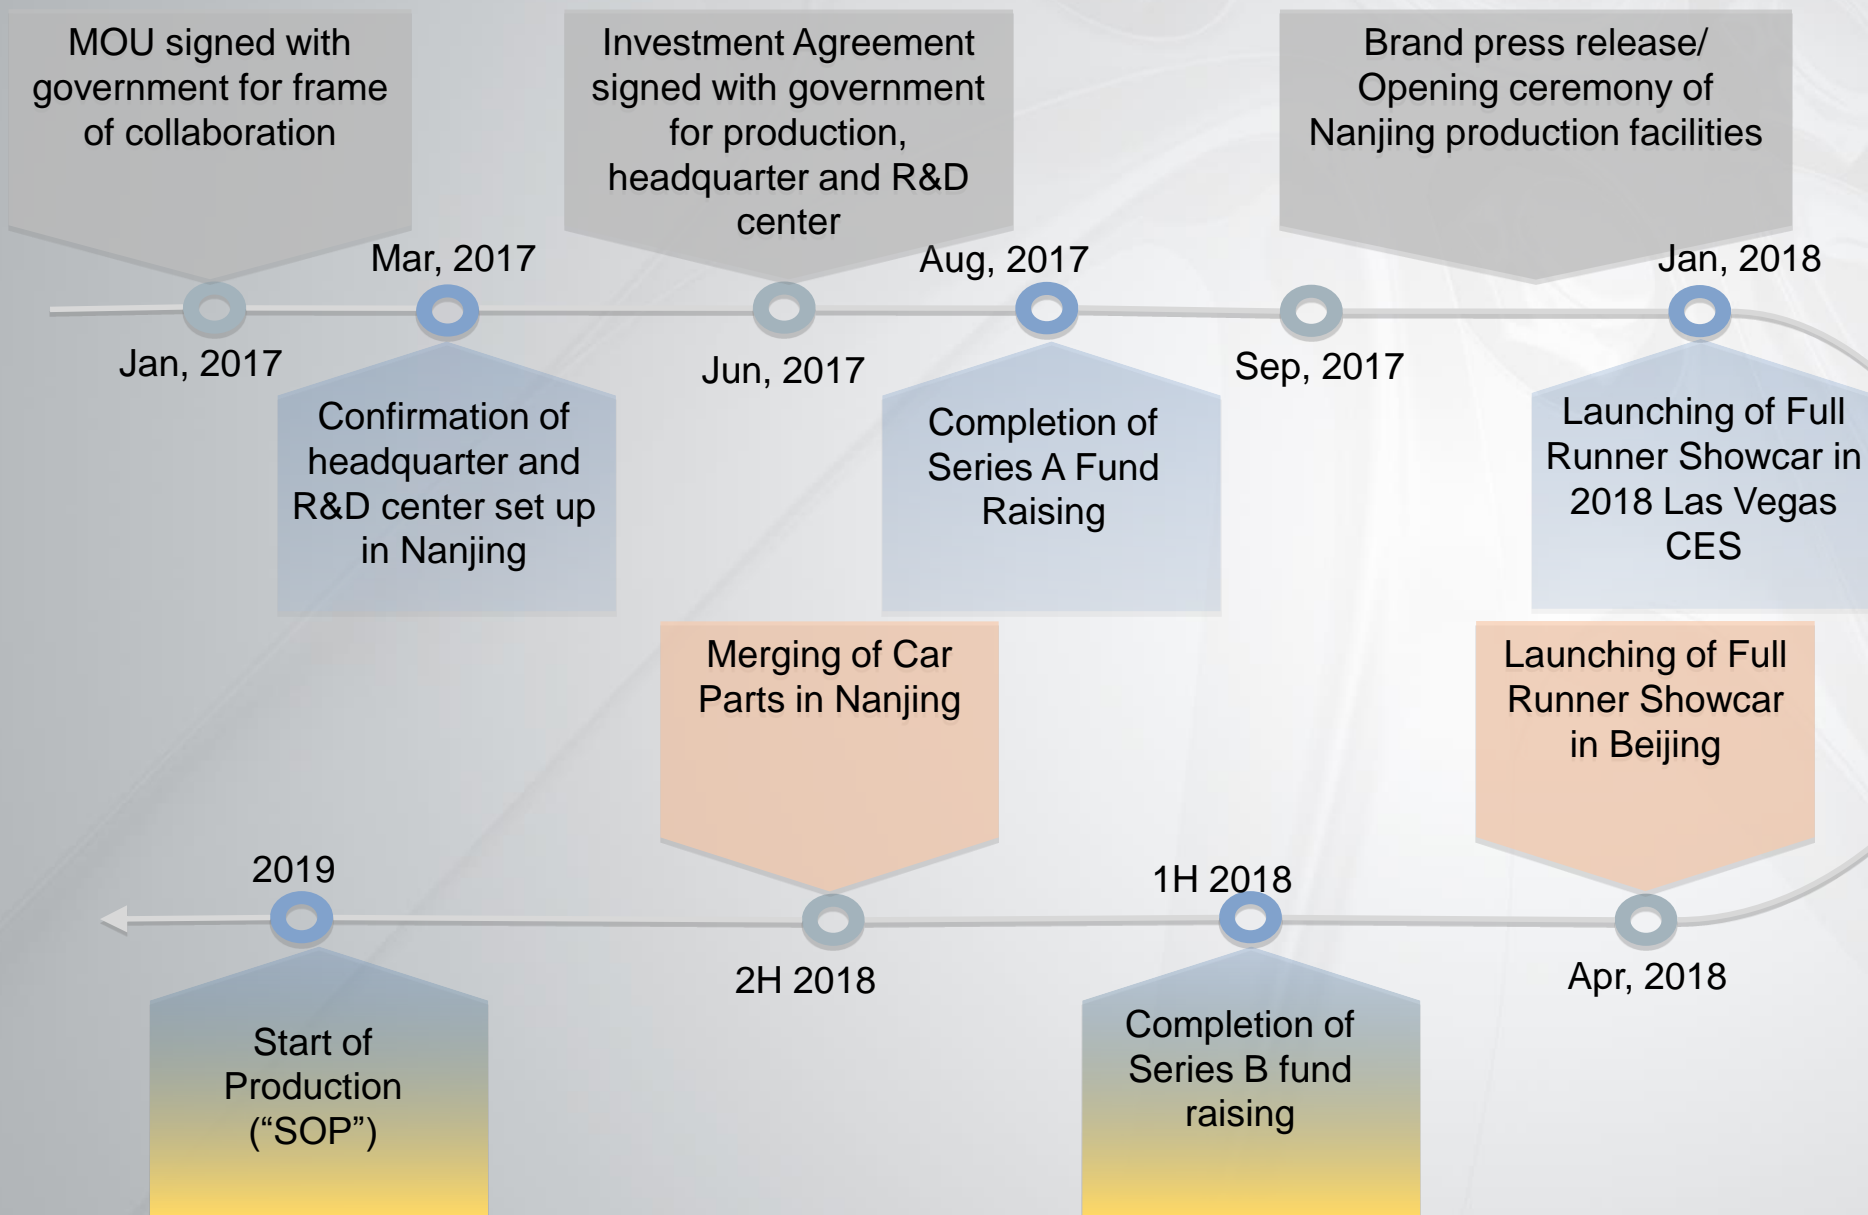 MOU signed with
government for frame
of collaboration
Jan, 2017
Mar, 2017
Confirmation of
headquarter and
R&D center set up
in Nanjing
Investment Agreement
signed with government
for production,
headquarter and R&D
center
Jun, 2017
Aug, 2017
Completion of
Series A Fund
Raising
Brand press release/
Opening ceremony of
Nanjing production facilities
Sep, 2017
Jan, 2018
Launching of Full
Runner Showcar in
2018 Las Vegas
CES
Launching of Full
Runner Showcar
in Beijing
Apr, 2018
1H 2018
Completion of
Series B fund
raising
Merging of Car
Parts in Nanjing
2H 2018
2019
Start of
Production
(“SOP”)